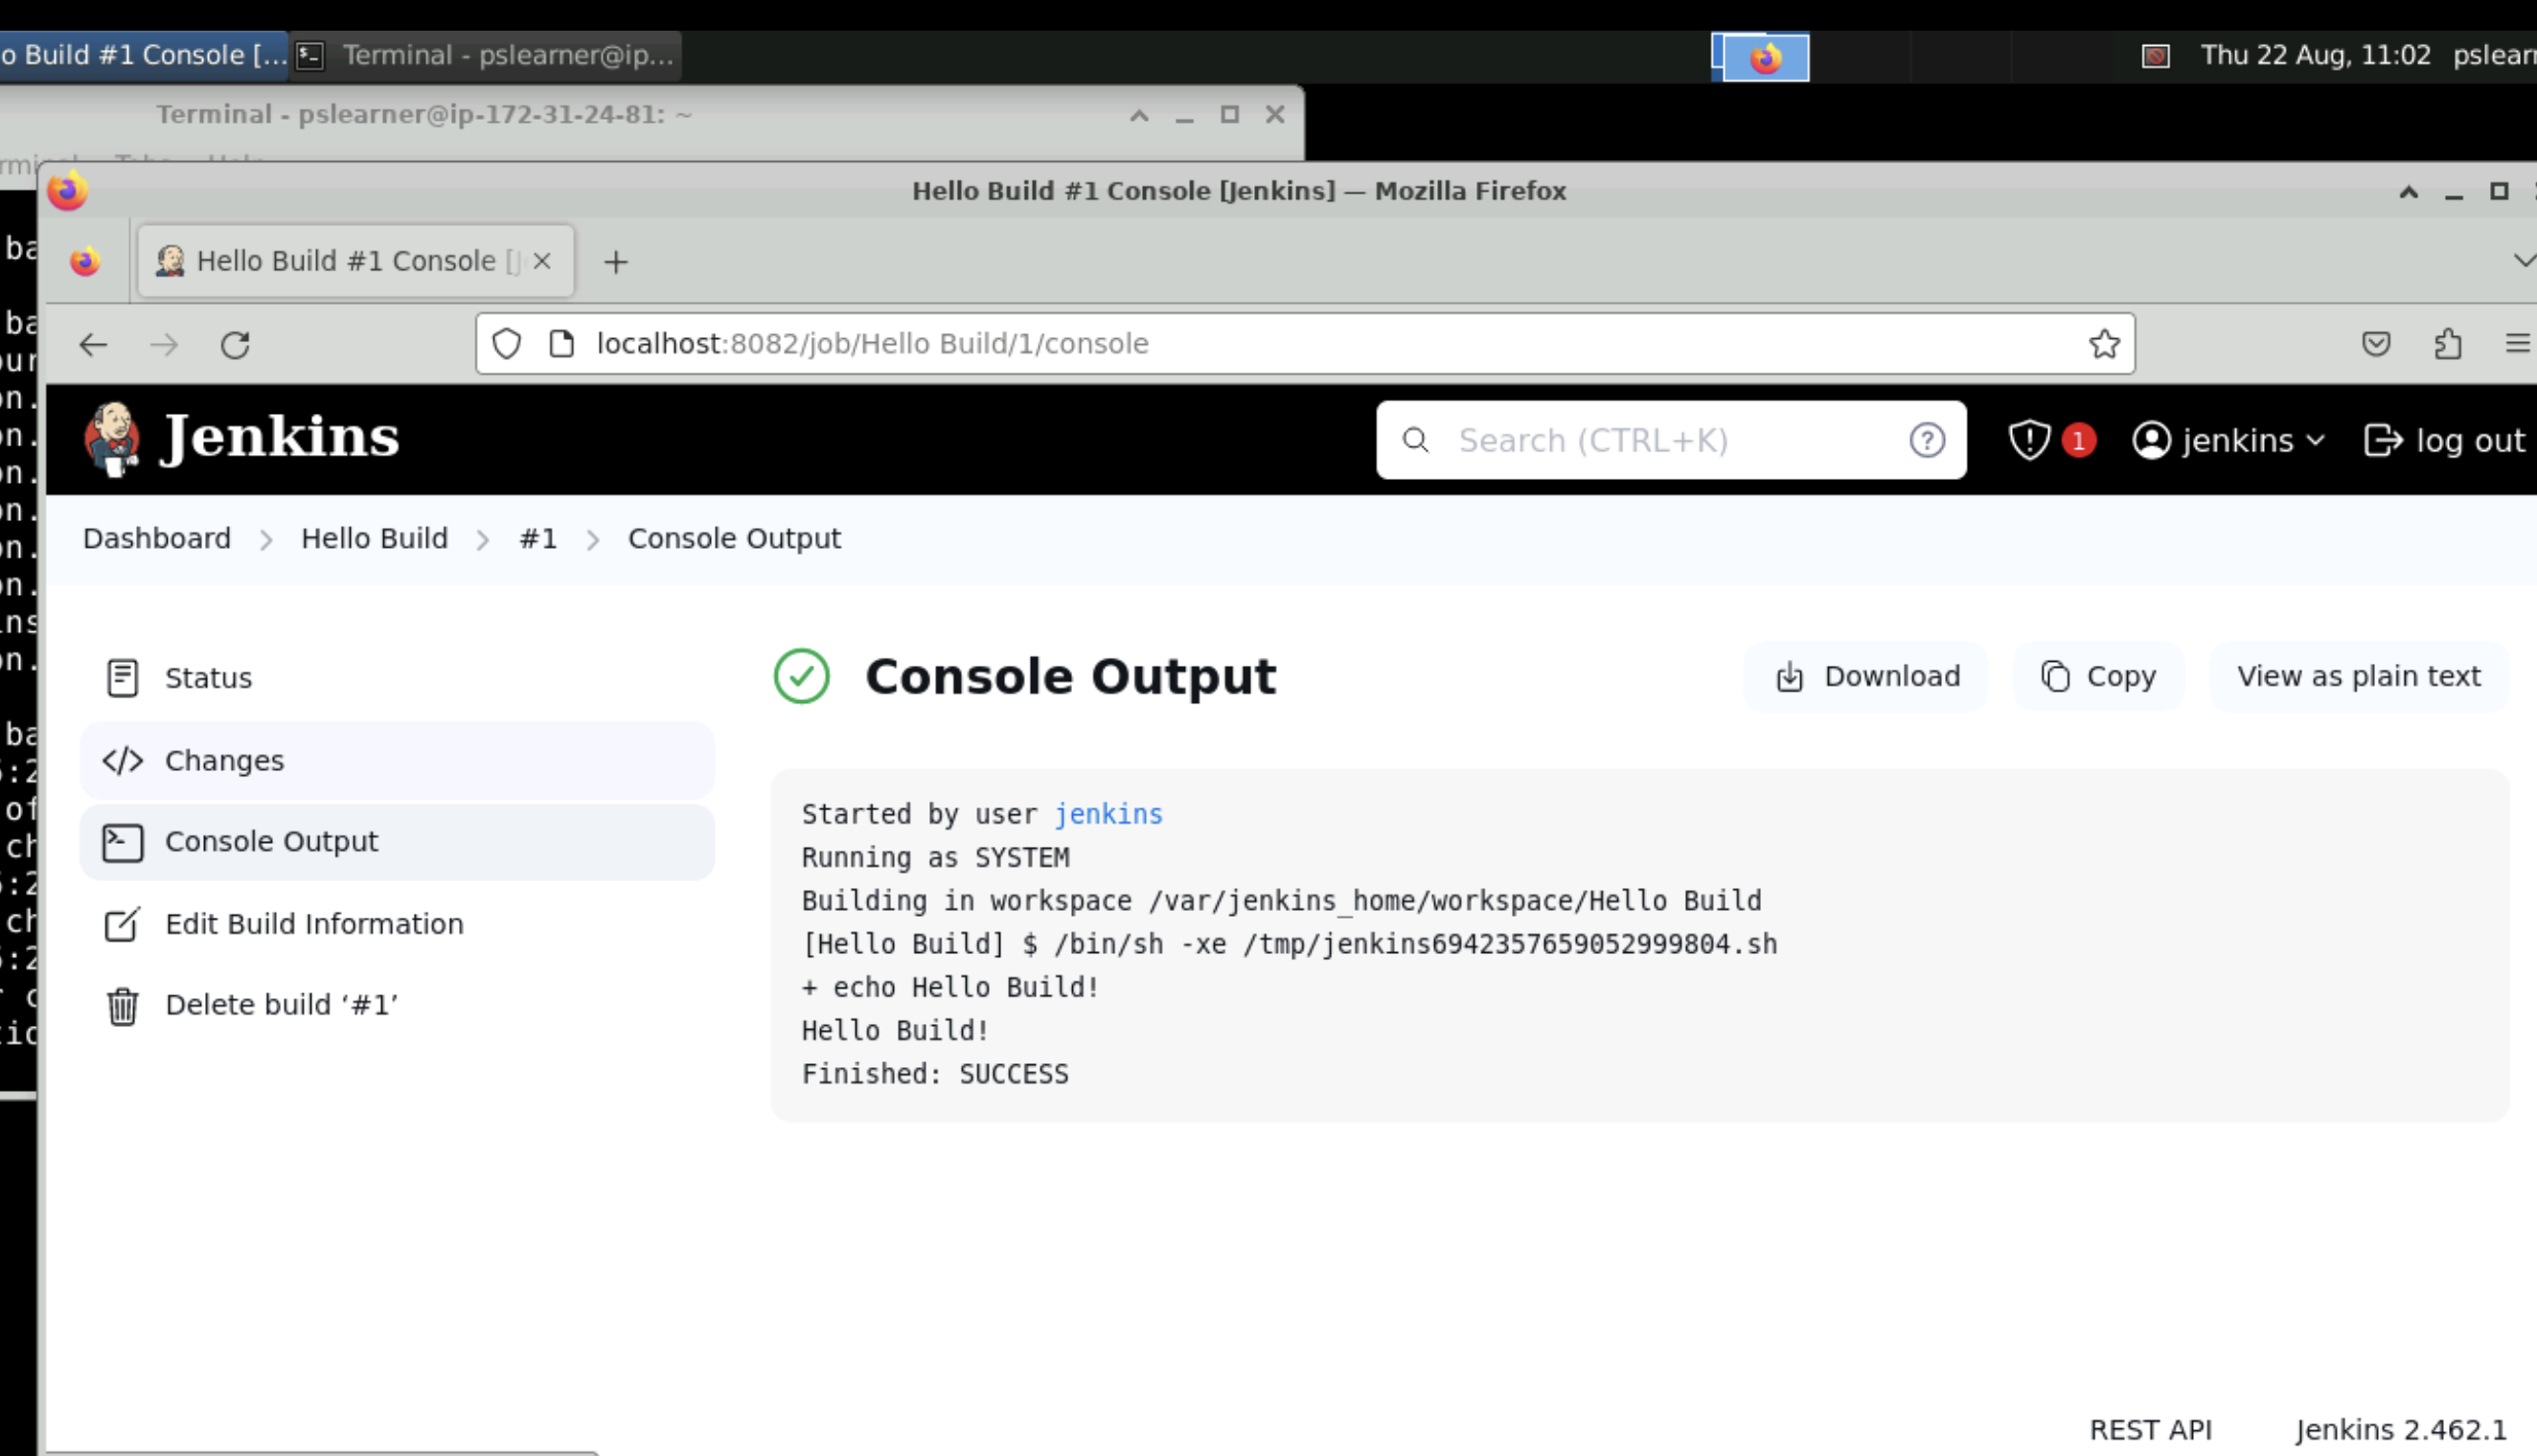 o Build #1 Console [... Terminal - pslearner@ip... Thu 22 Aug, 11:02
Terminal - pslearner@ip-172-31-24-81: ~
Hello Build #1 Console [Jenkins] — Mozilla Firefox
Hello Build #1 Console [J
localhost:8082/job/Hello Build/1/console
Jenkins Search (CTRL+K) 1 jenkins log out
Dashboard Hello Build #1 Console Output
Status
Changes
Console Output
Edit Build Information
Delete build ‘#1’
Console Output Download Copy View as plain text
Started by user jenkins
Running as SYSTEM
Building in workspace /var/jenkins_home/workspace/Hello Build
[Hello Build] $ /bin/sh -xe /tmp/jenkins6942357659052999804.sh
+ echo Hello Build!
Hello Build!
Finished: SUCCESS
REST API Jenkins 2.462.1